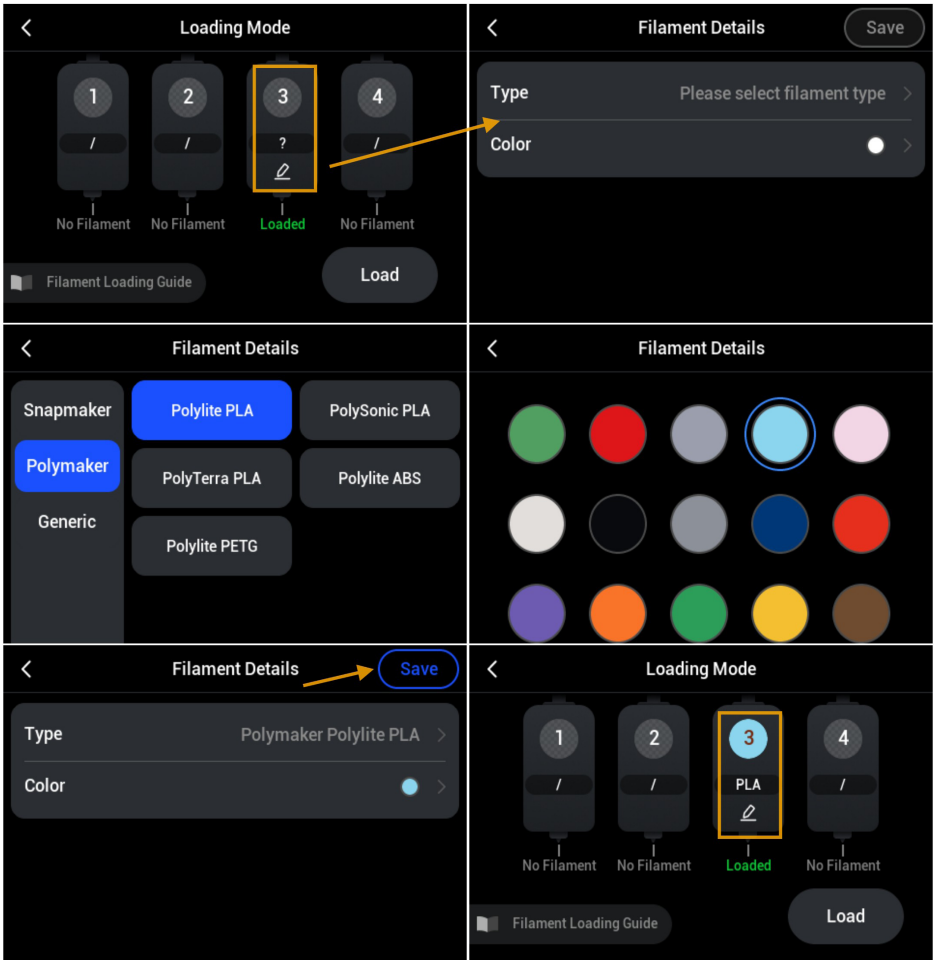 Loading Mode
1 2 3 4
/ / ? /
No Filament No Filament Loaded No Filament
Filament Loading Guide Load
Filament Details Save
Type Please select filament type
Color
Filament Details
Snapmaker Polylite PLA PolySonic PLA
Polymaker PolyTerra PLA Polylite ABS
Generic Polylite PETG
Filament Details
Filament Details Save
Type Polymaker Polylite PLA
Color
Loading Mode
1 2 3 4
/ / PLA /
No Filament No Filament Loaded No Filament
Filament Loading Guide Load